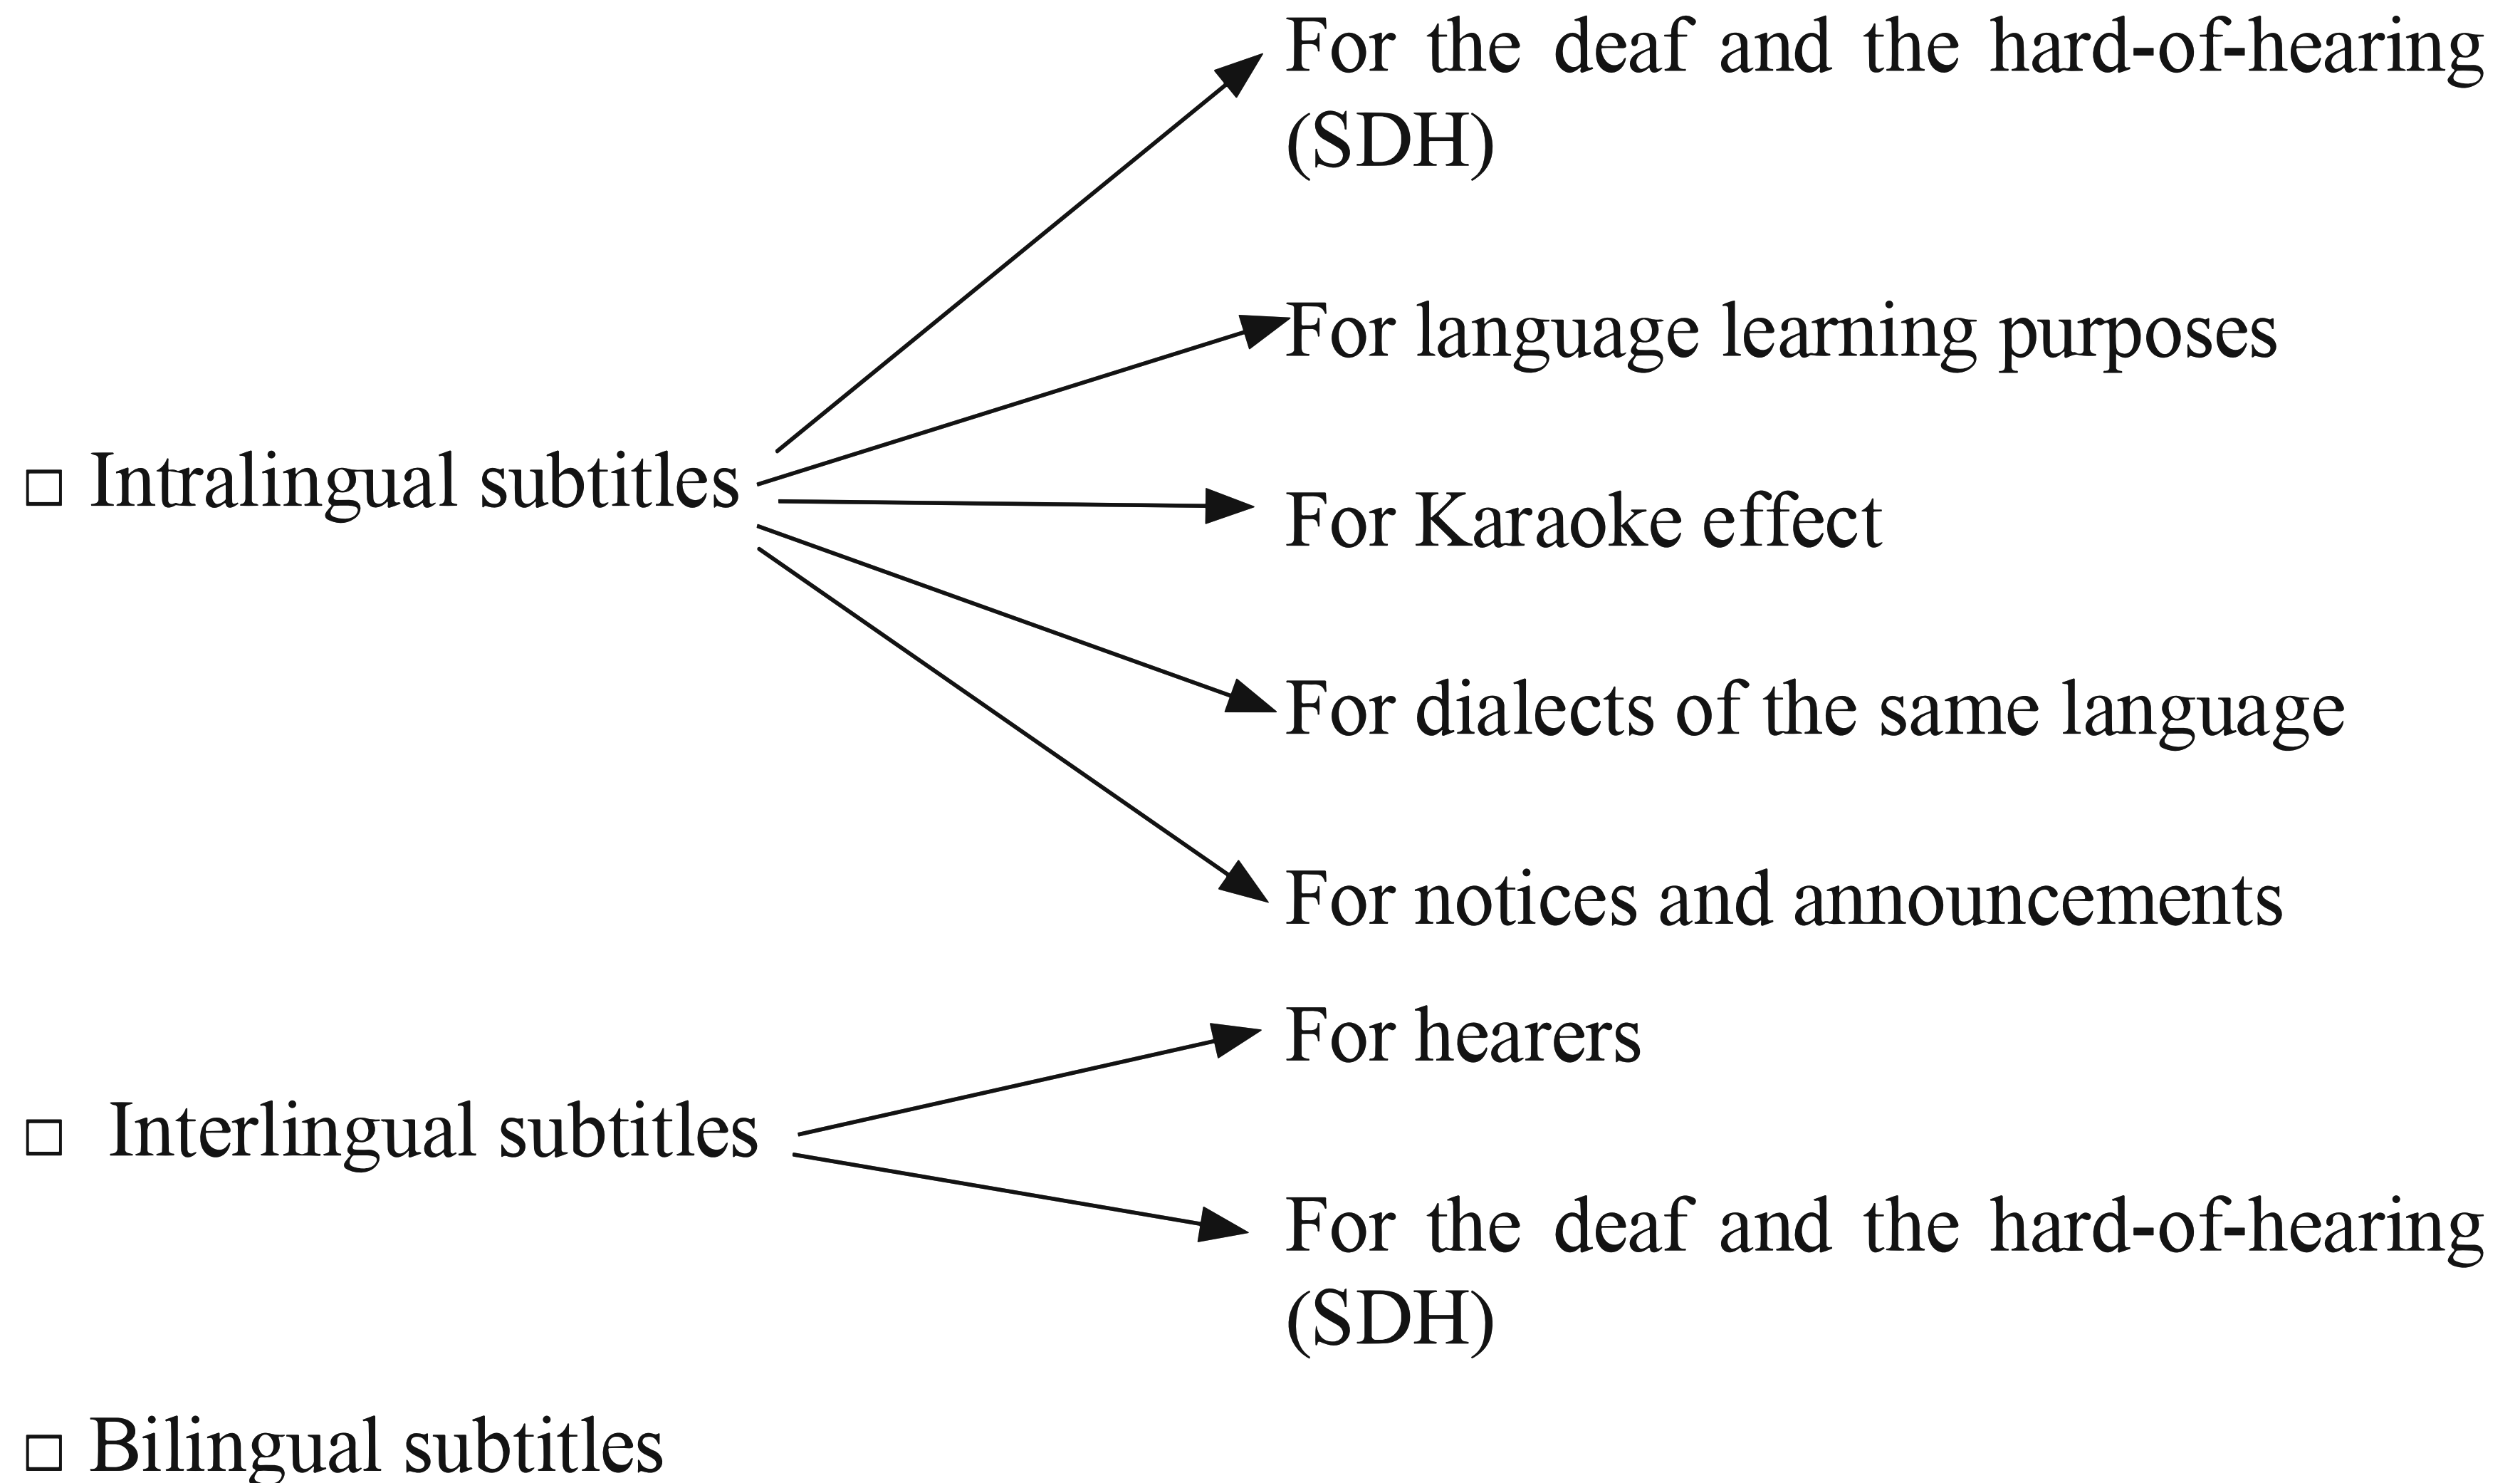 For the deaf and the hard-of-hearing
(SDH)
For language learning purposes
□ Intralingual subtitles
For Karaoke effect
For dialects of the same language
For notices and announcements
For hearers
□ Interlingual subtitles
For the deaf and the hard-of-hearing
(SDH)
□ Bilingual subtitles